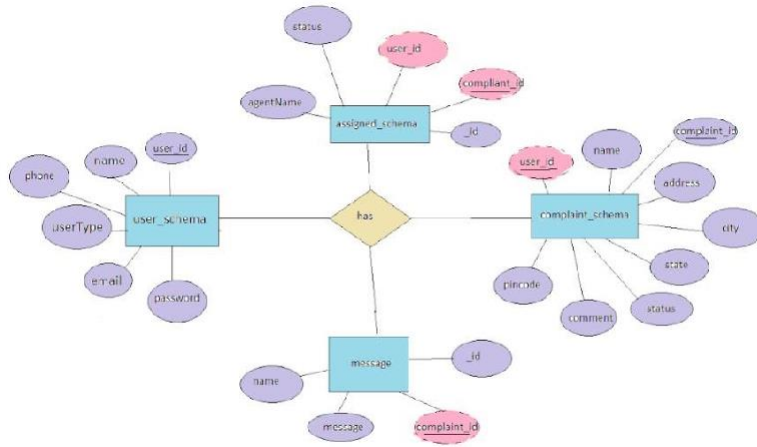 status
user_id
compliant_id
agentName
assigned_schema
_id
name
user_id
phone
user_schema
userType
email
password
has
user_id
name
complaint_id
address
complaint_schema
city
state
pincode
status
comment
message
_id
name
message
complaint_id